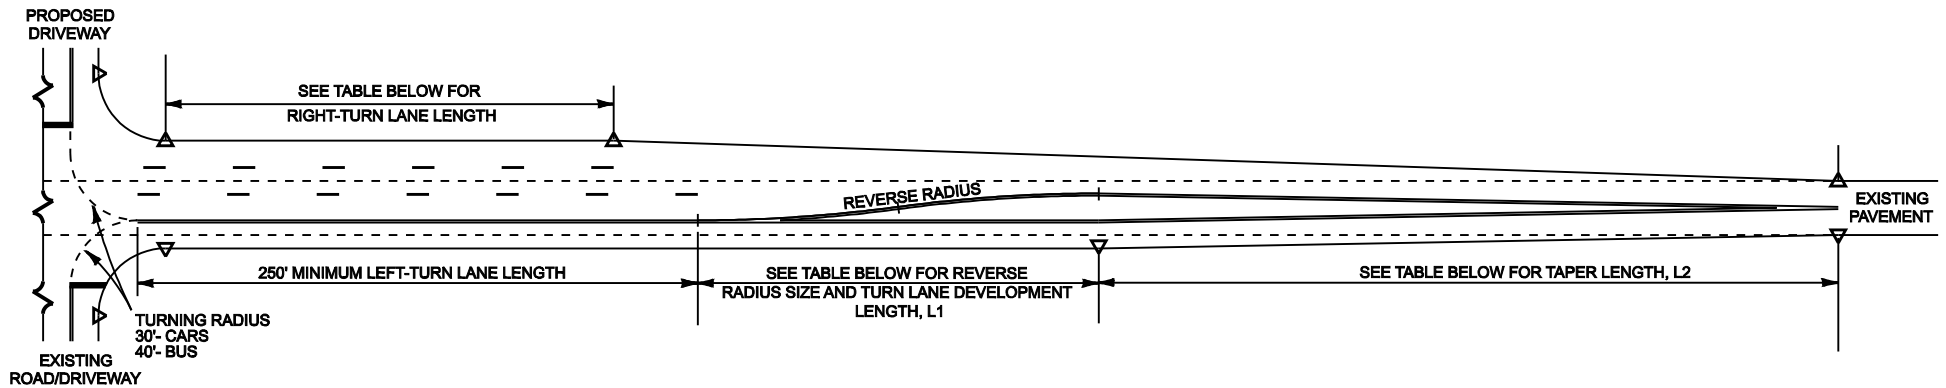 PROPOSED
DRIVEWAY
SEE TABLE BELOW FOR
RIGHT-TURN LANE LENGTH
REVERSE RADIUS
EXISTING
PAVEMENT
250' MINIMUM LEFT-TURN LANE LENGTH
SEE TABLE BELOW FOR REVERSE
RADIUS SIZE AND TURN LANE DEVELOPMENT
LENGTH, L1
SEE TABLE BELOW FOR TAPER LENGTH, L2
TURNING RADIUS
30'- CARS
40'- BUS
EXISTING
ROAD/DRIVEWAY